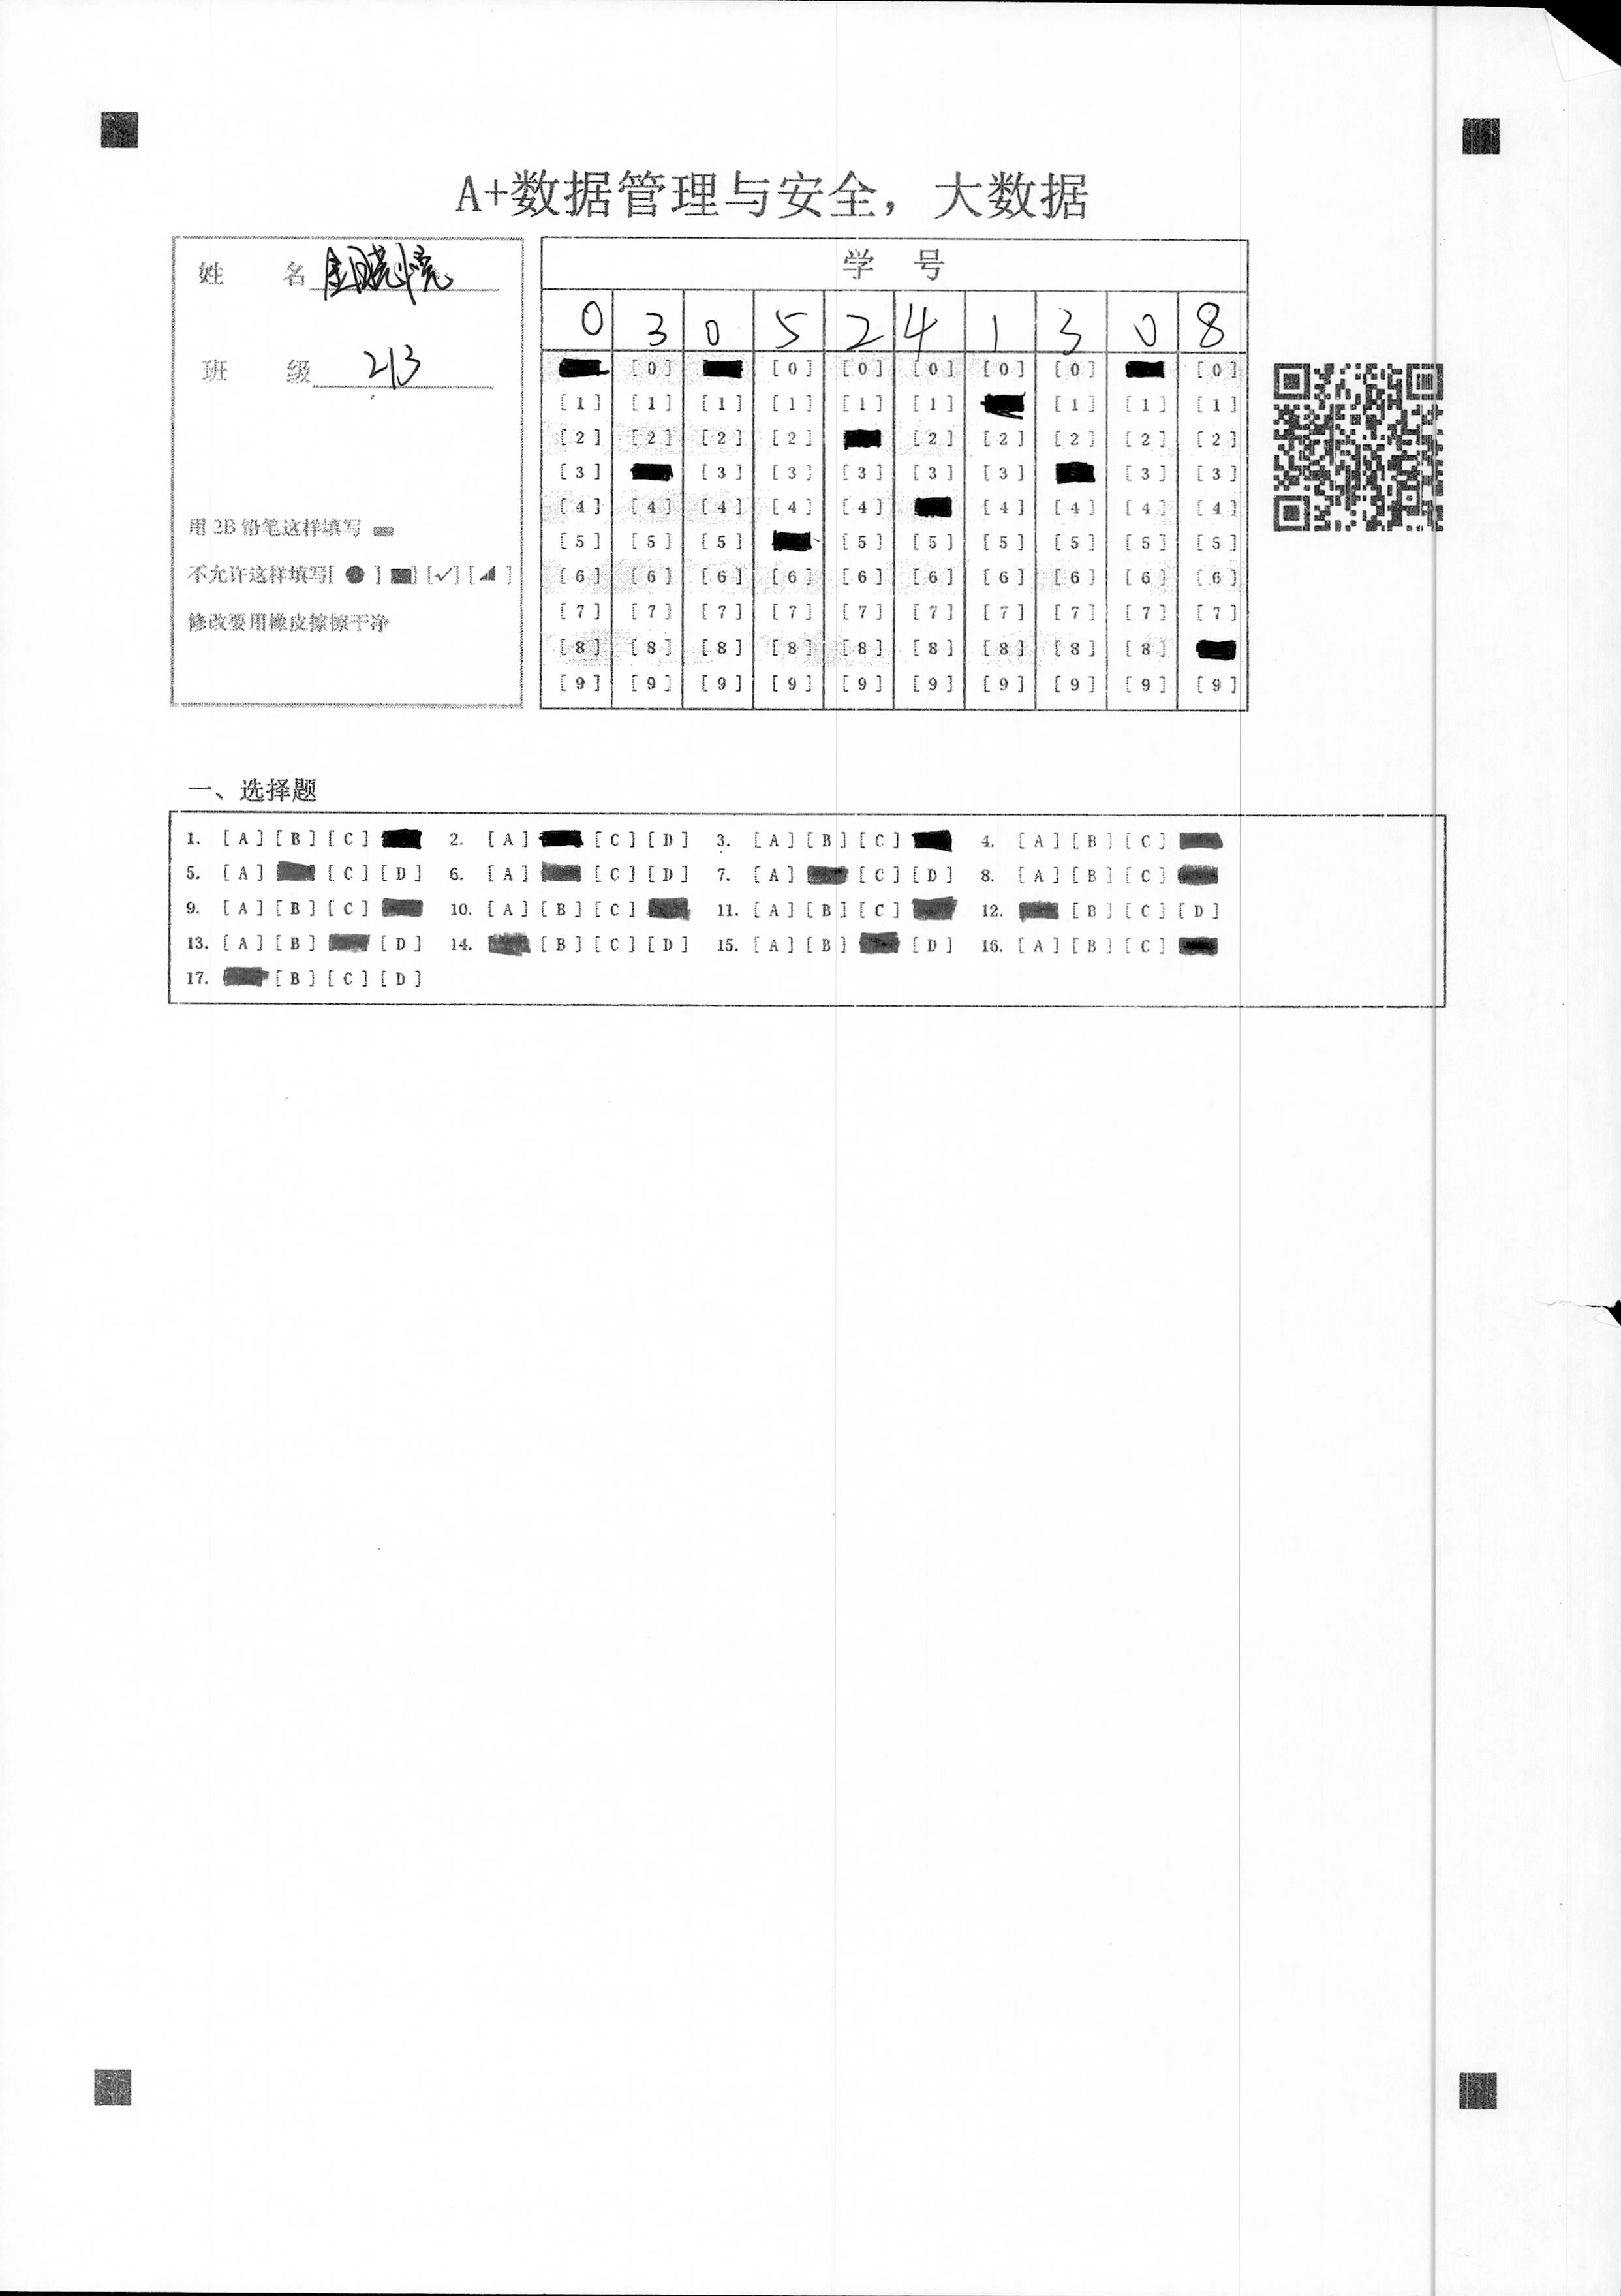 A+数据管理与安全，大数据
姓 名 金晓晓
班 级 213
用 2B 铅笔这样填写
不允许这样填写[ ● ] [✓] [ ]
修改要用橡皮擦擦干净
学 号
0 3 0 5 2 4 1 3 0 8
[0] [0] [0] [0] [0] [0] [0]
[1] [1] [1] [1] [1] [1] [1] [1] [1]
[2] [2] [2] [2] [2] [2] [2] [2] [2]
[3] [3] [3] [3] [3] [3] [3] [3]
[4] [4] [4] [4] [4] [4] [4] [4] [4]
[5] [5] [5] [5] [5] [5] [5] [5] [5]
[6] [6] [6] [6] [6] [6] [6] [6] [6] [6]
[7] [7] [7] [7] [7] [7] [7] [7] [7] [7]
[8] [8] [8] [8] [8] [8] [8] [8] [8]
[9] [9] [9] [9] [9] [9] [9] [9] [9] [9]
一、选择题
1. [A] [B] [C] 2. [A] [C] [D] 3. [A] [B] [C] 4. [A] [B] [C]
5. [A] [C] [D] 6. [A] [C] [D] 7. [A] [C] [D] 8. [A] [B] [C]
9. [A] [B] [C] 10. [A] [B] [C] 11. [A] [B] [C] 12. [B] [C] [D]
13. [A] [B] [D] 14. [B] [C] [D] 15. [A] [B] [D] 16. [A] [B] [C]
17. [B] [C] [D]